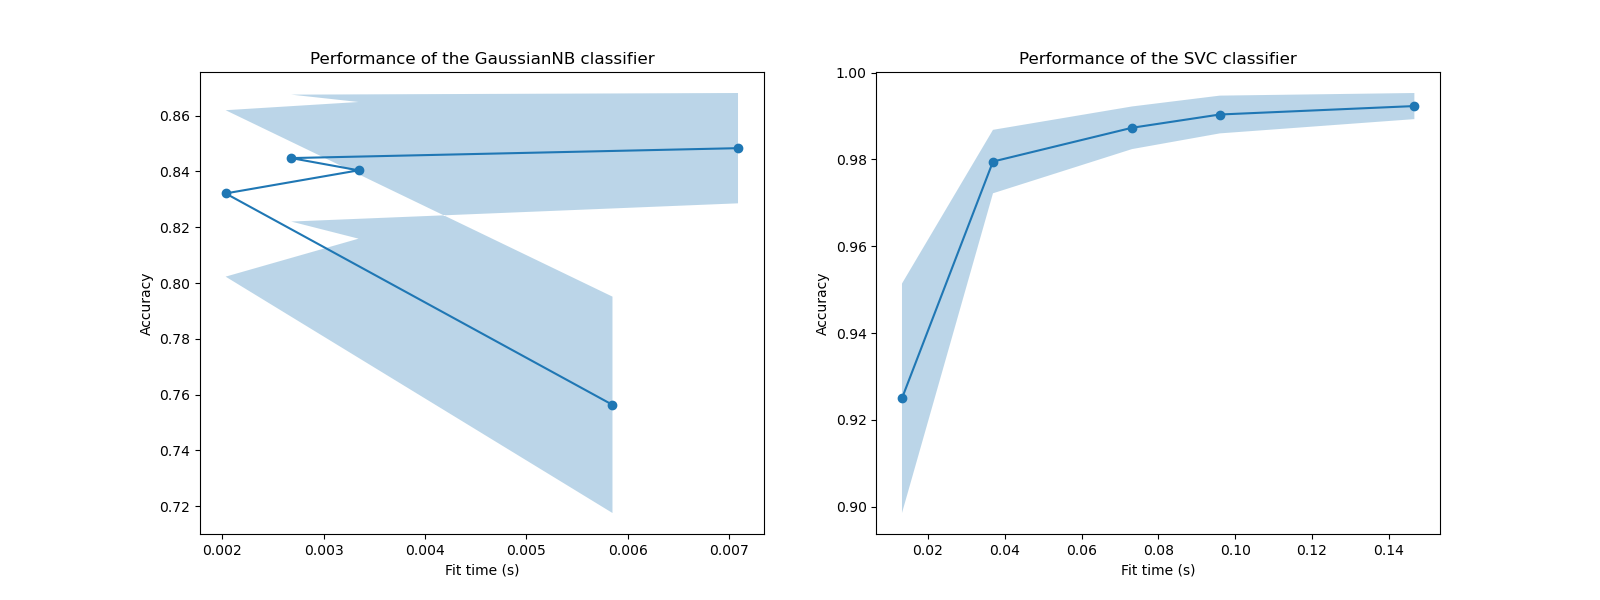 Performance of the GaussianNB classifier
Accuracy
0.86
0.84
0.82
0.80
0.78
0.76
0.74
0.72
0.002 0.003 0.004 0.005 0.006 0.007
Fit time (s)
Performance of the SVC classifier
Accuracy
1.00
0.98
0.96
0.94
0.92
0.90
0.02 0.04 0.06 0.08 0.10 0.12 0.14
Fit time (s)